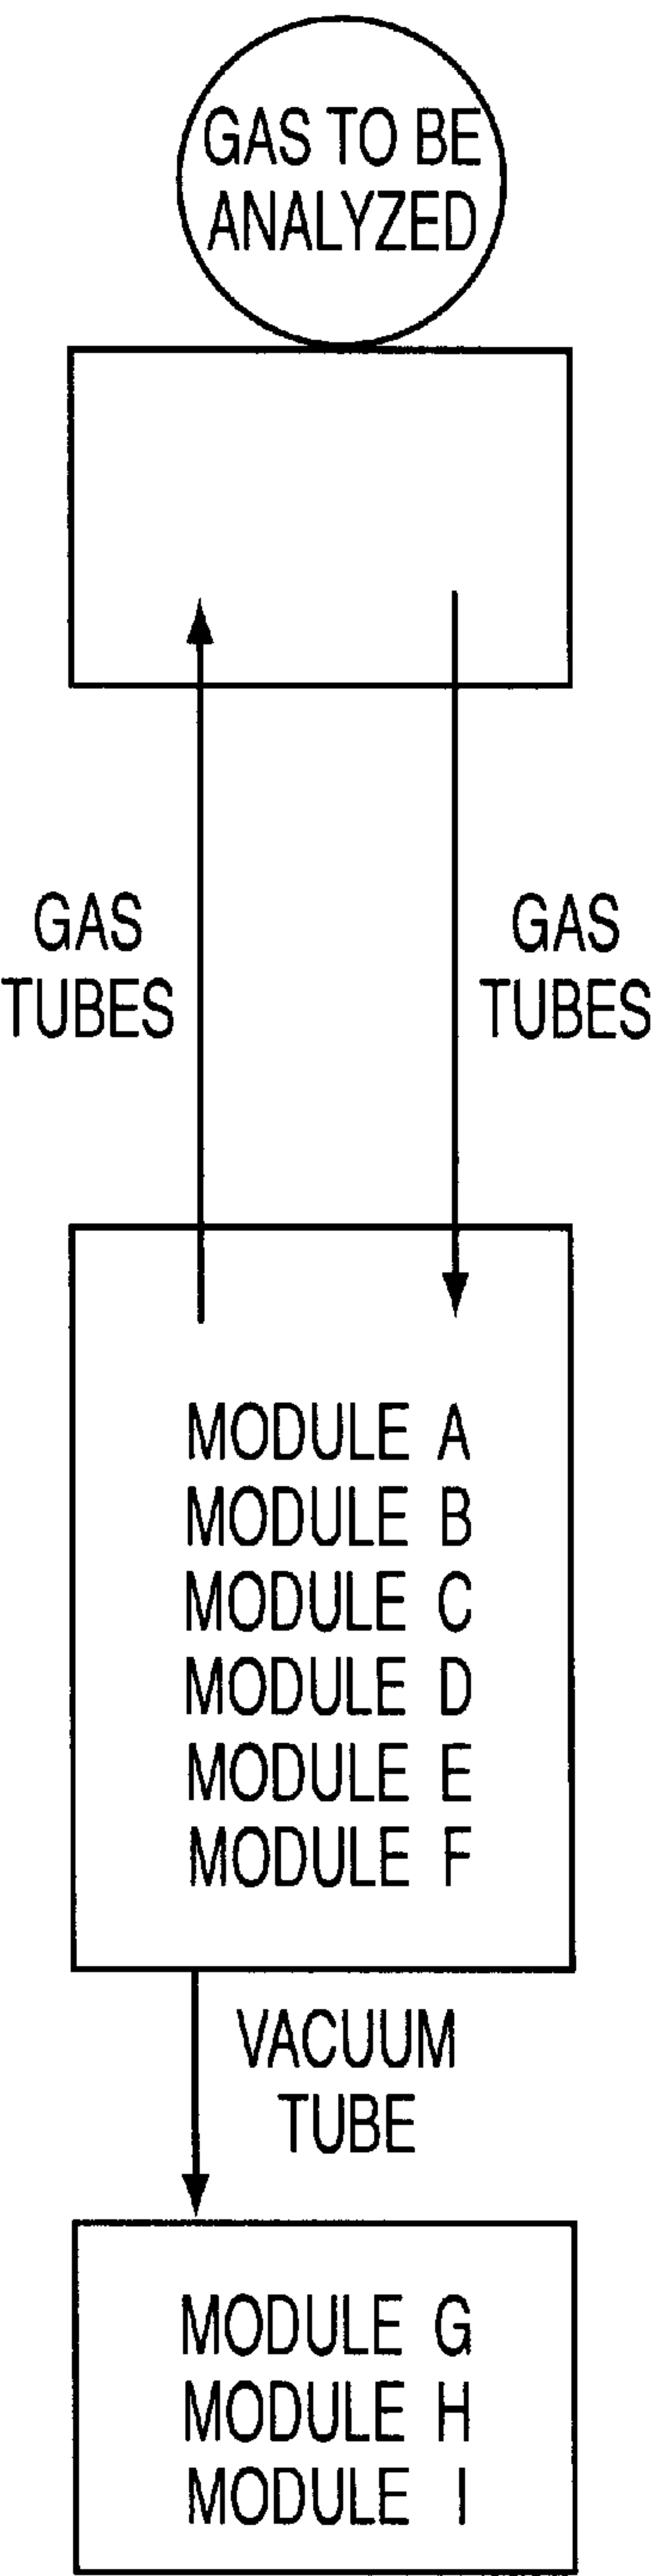 GAS TO BE
ANALYZED
GAS
TUBES
GAS
TUBES
MODULE A
MODULE B
MODULE C
MODULE D
MODULE E
MODULE F
VACUUM
TUBE
MODULE G
MODULE H
MODULE I